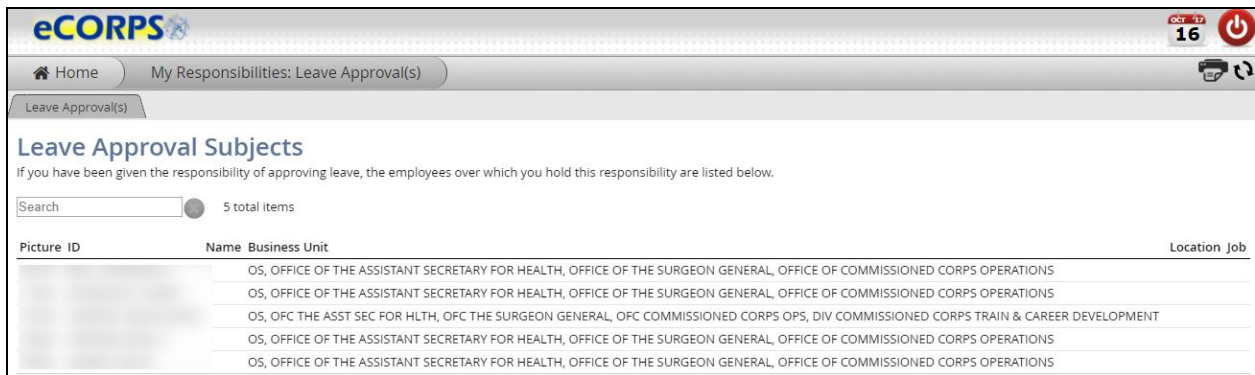 eCORPS
OCT '17
16
Home
My Responsibilities: Leave Approval(s)
Leave Approval(s)
Leave Approval Subjects
If you have been given the responsibility of approving leave, the employees over which you hold this responsibility are listed below.
Search
5 total items
Picture ID Name Business Unit Location Job
OS, OFFICE OF THE ASSISTANT SECRETARY FOR HEALTH, OFFICE OF THE SURGEON GENERAL, OFFICE OF COMMISSIONED CORPS OPERATIONS
OS, OFFICE OF THE ASSISTANT SECRETARY FOR HEALTH, OFFICE OF THE SURGEON GENERAL, OFFICE OF COMMISSIONED CORPS OPERATIONS
OS, OFC THE ASST SEC FOR HLTH, OFC THE SURGEON GENERAL, OFC COMMISSIONED CORPS OPS, DIV COMMISSIONED CORPS TRAIN & CAREER DEVELOPMENT
OS, OFFICE OF THE ASSISTANT SECRETARY FOR HEALTH, OFFICE OF THE SURGEON GENERAL, OFFICE OF COMMISSIONED CORPS OPERATIONS
OS, OFFICE OF THE ASSISTANT SECRETARY FOR HEALTH, OFFICE OF THE SURGEON GENERAL, OFFICE OF COMMISSIONED CORPS OPERATIONS